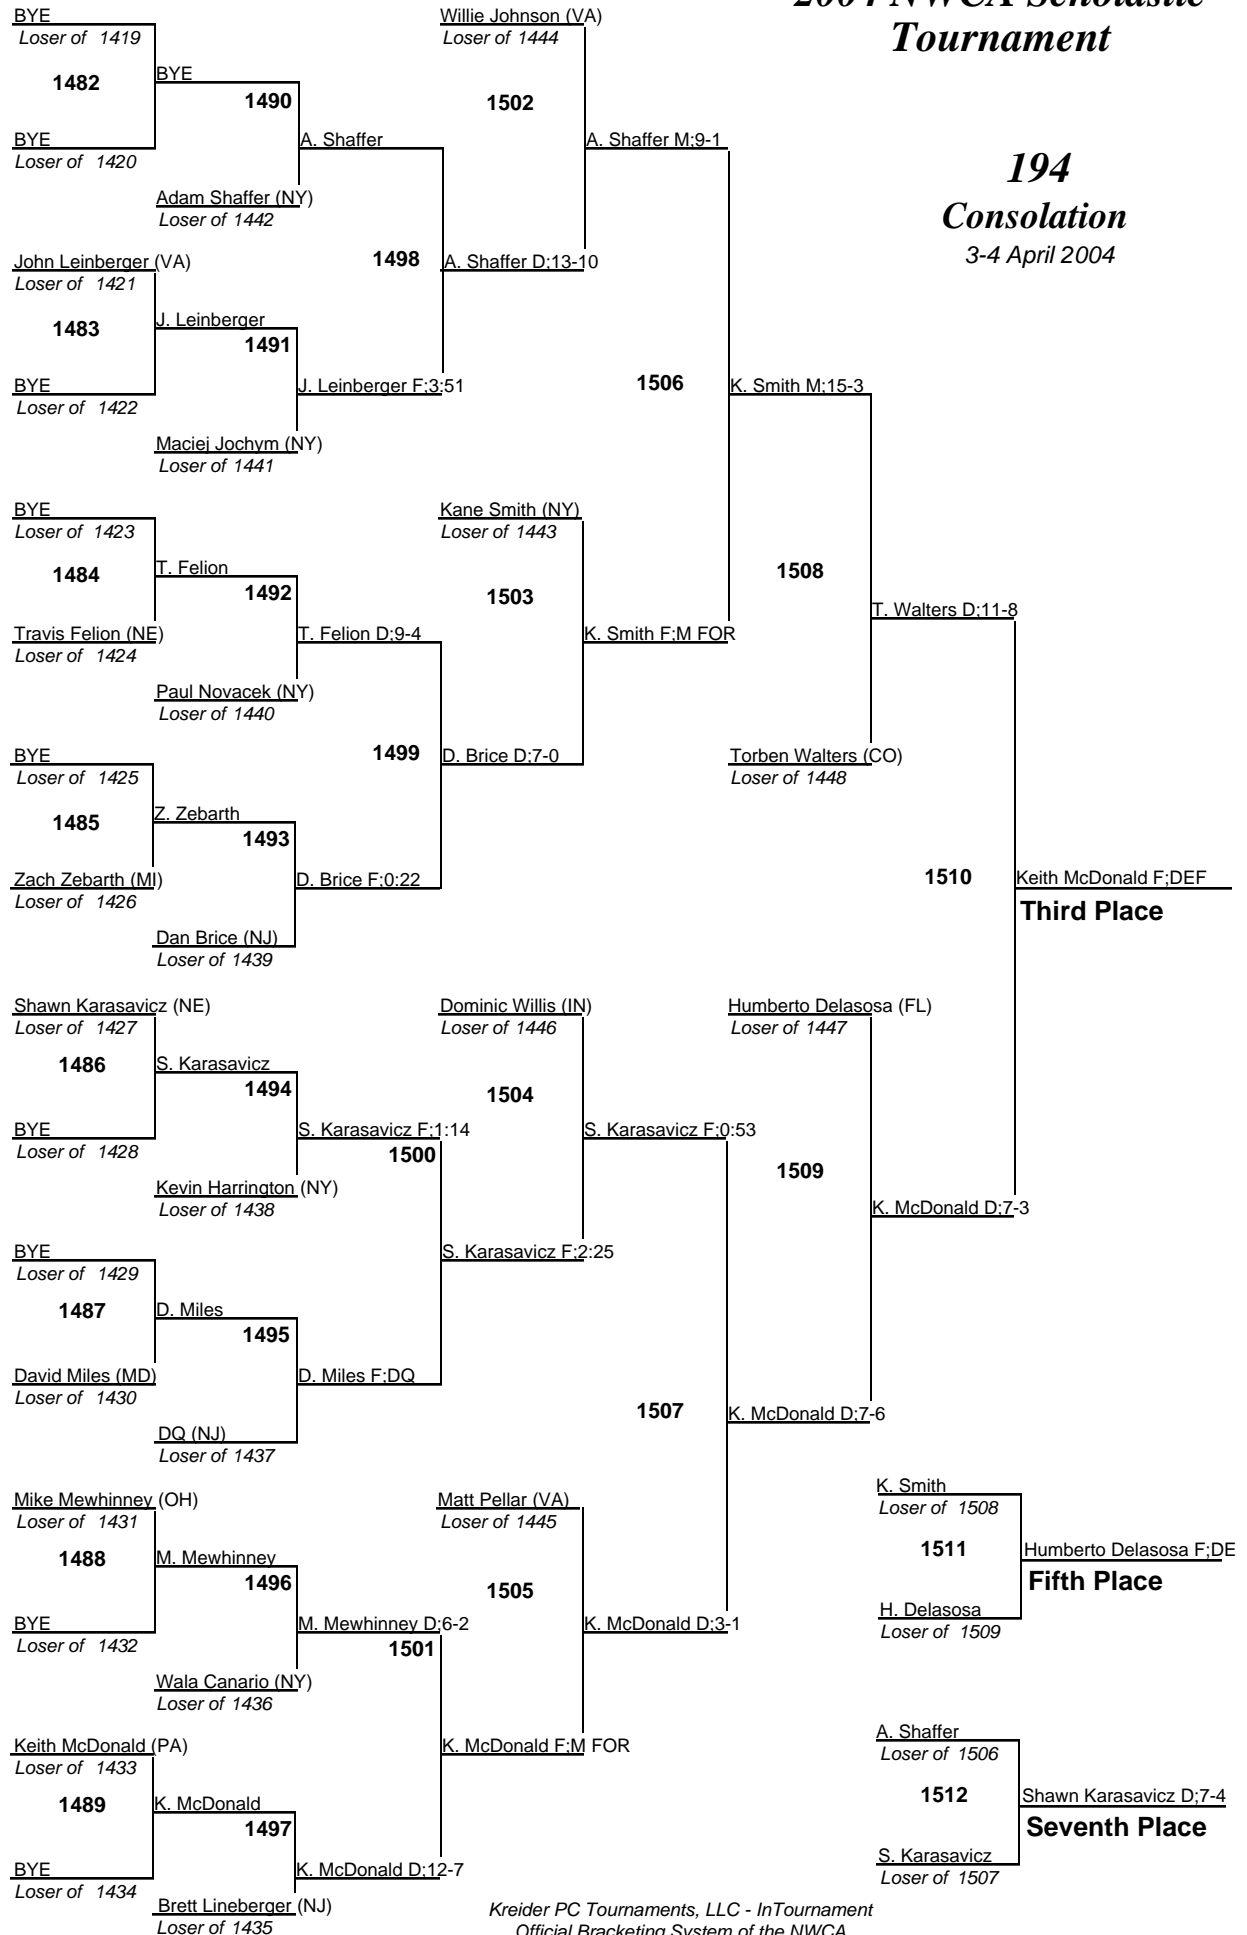 2004 NWCA Scholastic
Tournament
194
Consolation
3-4 April 2004
BYE
Loser of 1419
1482
BYE
Loser of 1420
BYE
1490
Adam Shaffer (NY)
Loser of 1442
A. Shaffer
John Leinberger (VA)
Loser of 1421
1483
BYE
Loser of 1422
J. Leinberger
1491
Maciej Jochym (NY)
Loser of 1441
J. Leinberger F;3:51
1498
A. Shaffer D;13-10
Willie Johnson (VA)
Loser of 1444
1502
A. Shaffer M;9-1
BYE
Loser of 1423
1484
Travis Felion (NE)
Loser of 1424
T. Felion
1492
Paul Novacek (NY)
Loser of 1440
T. Felion D;9-4
BYE
Loser of 1425
1485
Zach Zebarth (MI)
Loser of 1426
Z. Zebarth
1493
Dan Brice (NJ)
Loser of 1439
D. Brice F;0:22
1499
D. Brice D;7-0
Kane Smith (NY)
Loser of 1443
1503
K. Smith F;M FOR
1506
K. Smith M;15-3
1508
Torben Walters (CO)
Loser of 1448
T. Walters D;11-8
1510
Keith McDonald F;DEF
Third Place
Shawn Karasavicz (NE)
Loser of 1427
1486
BYE
Loser of 1428
S. Karasavicz
1494
Kevin Harrington (NY)
Loser of 1438
S. Karasavicz F;1:14
1500
BYE
Loser of 1429
1487
David Miles (MD)
Loser of 1430
D. Miles
1495
DQ (NJ)
Loser of 1437
D. Miles F;DQ
S. Karasavicz F;2:25
Dominic Willis (IN)
Loser of 1446
1504
S. Karasavicz F;0:53
Humberto Delasosa (FL)
Loser of 1447
1509
K. McDonald D;7-3
Mike Mewhinney (OH)
Loser of 1431
1488
BYE
Loser of 1432
M. Mewhinney
1496
Wala Canario (NY)
Loser of 1436
M. Mewhinney D;6-2
1501
Keith McDonald (PA)
Loser of 1433
1489
BYE
Loser of 1434
K. McDonald
1497
Brett Lineberger (NJ)
Loser of 1435
K. McDonald D;12-7
K. McDonald F;M FOR
Matt Pellar (VA)
Loser of 1445
1505
K. McDonald D;3-1
1507
K. McDonald D;7-6
K. Smith
Loser of 1508
1511
H. Delasosa
Loser of 1509
Humberto Delasosa F;DE
Fifth Place
A. Shaffer
Loser of 1506
1512
S. Karasavicz
Loser of 1507
Shawn Karasavicz D;7-4
Seventh Place
Kreider PC Tournaments, LLC - InTournament
Official Bracketing System of the NWCA